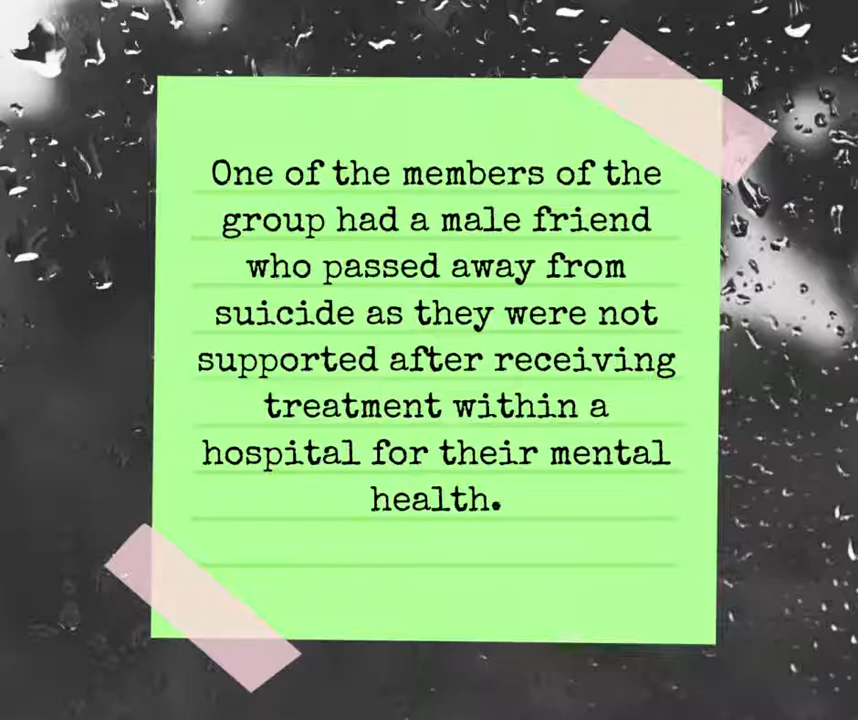 One of the members of the
group had a male friend
who passed away from
suicide as they were not
supported after receiving
treatment within a
hospital for their mental
health.